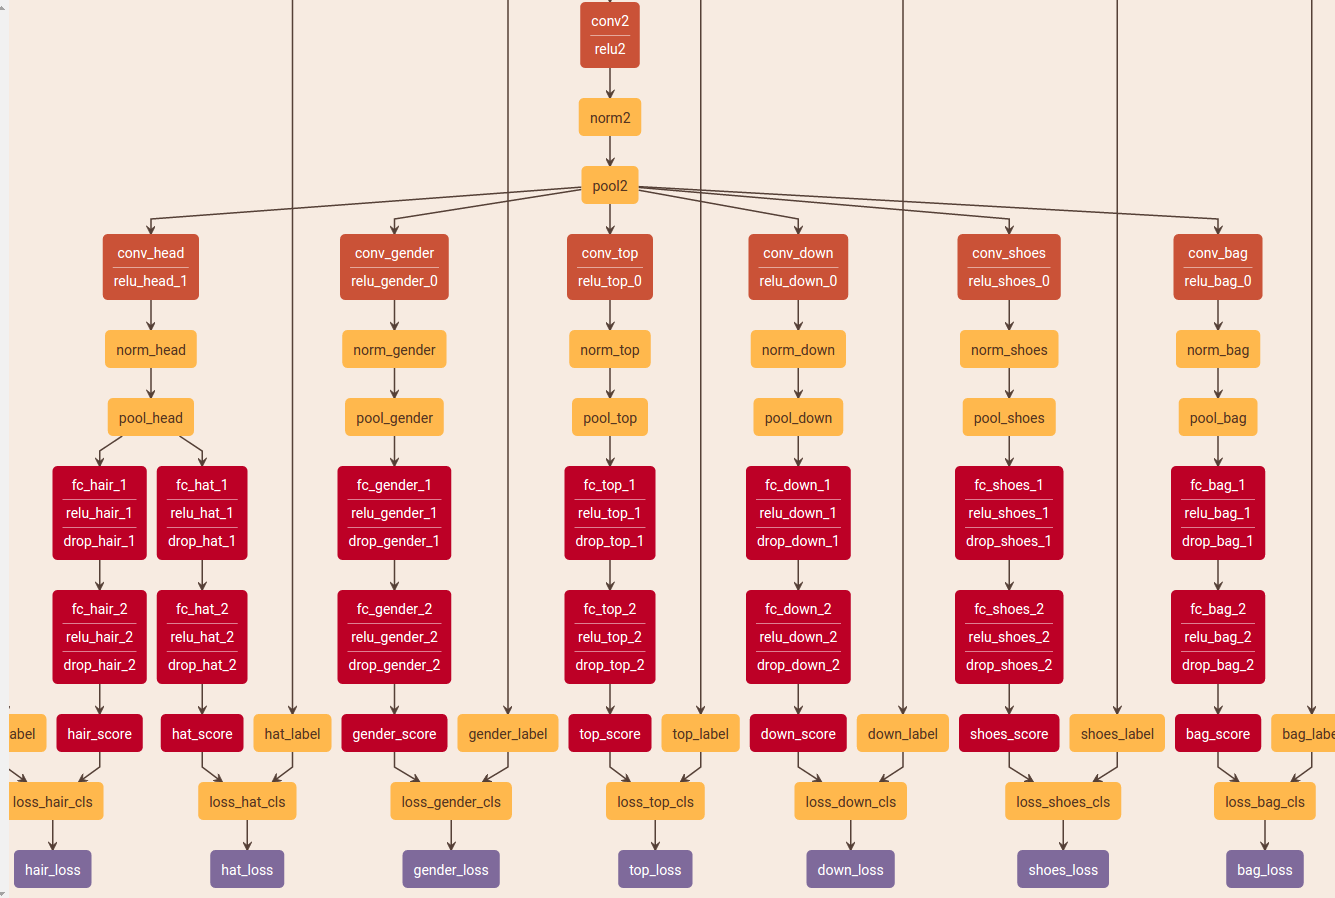 conv2
relu2
norm2
pool2
conv_head
relu_head_1
conv_gender
relu_gender_0
conv_top
relu_top_0
conv_down
relu_down_0
conv_shoes
relu_shoes_0
conv_bag
relu_bag_0
norm_head
norm_gender
norm_top
norm_down
norm_shoes
norm_bag
pool_head
pool_gender
pool_top
pool_down
pool_shoes
pool_bag
fc_hair_1
relu_hair_1
drop_hair_1
fc_hat_1
relu_hat_1
drop_hat_1
fc_gender_1
relu_gender_1
drop_gender_1
fc_top_1
relu_top_1
drop_top_1
fc_down_1
relu_down_1
drop_down_1
fc_shoes_1
relu_shoes_1
drop_shoes_1
fc_bag_1
relu_bag_1
drop_bag_1
fc_hair_2
relu_hair_2
drop_hair_2
fc_hat_2
relu_hat_2
drop_hat_2
fc_gender_2
relu_gender_2
drop_gender_2
fc_top_2
relu_top_2
drop_top_2
fc_down_2
relu_down_2
drop_down_2
fc_shoes_2
relu_shoes_2
drop_shoes_2
fc_bag_2
relu_bag_2
drop_bag_2
abel
hair_score
hat_score
hat_label
gender_score
gender_label
top_score
top_label
down_score
down_label
shoes_score
shoes_label
bag_score
bag_labe
loss_hair_cls
loss_hat_cls
loss_gender_cls
loss_top_cls
loss_down_cls
loss_shoes_cls
loss_bag_cls
hair_loss
hat_loss
gender_loss
top_loss
down_loss
shoes_loss
bag_loss